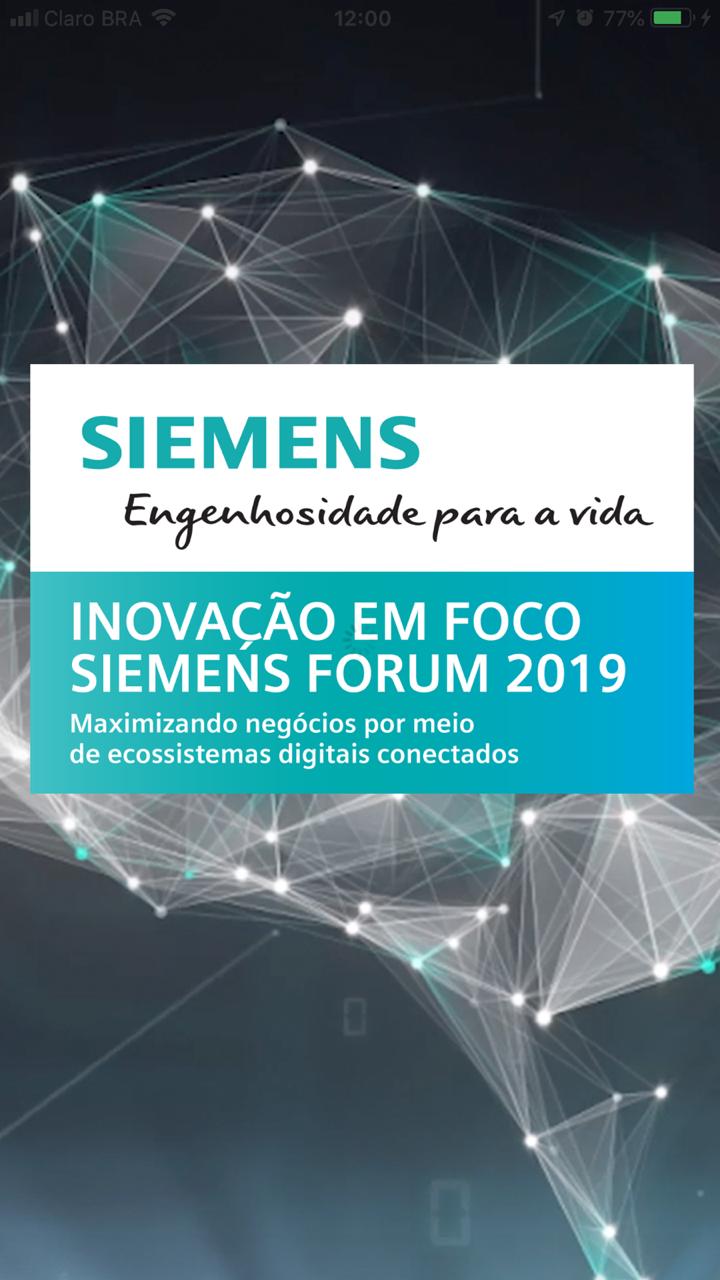 Claro BRA 12:00 77%
SIEMENS
Engenhosidade para a vida
INOVAÇÃO EM FOCO
SIEMENS FORUM 2019
Maximizando negócios por meio
de ecossistemas digitais conectados